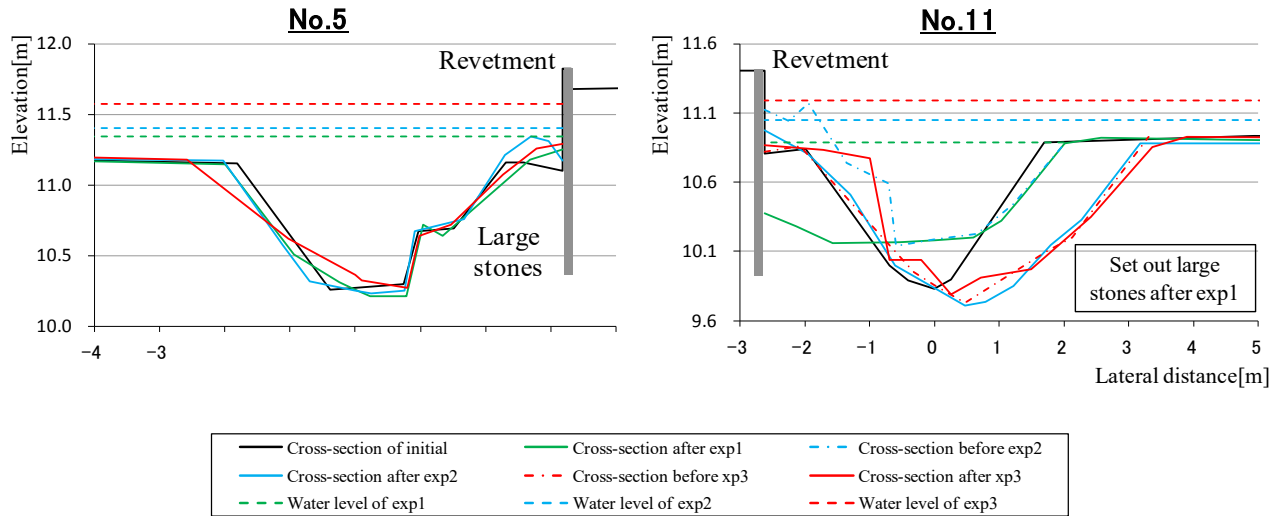 No.5
No.11
Elevation[m]
12.0
11.5
11.0
10.5
10.0
-4
-3
Revetment
Large
stones
Elevation[m]
11.6
11.1
10.6
10.1
9.6
-3
-2
-1
0
1
2
3
4
5
Lateral distance[m]
Revetment
Set out large
stones after exp1
Cross-section of initial
Cross-section after exp1
Cross-section before exp2
Cross-section after exp2
Cross-section before xp3
Cross-section after xp3
Water level of exp1
Water level of exp2
Water level of exp3